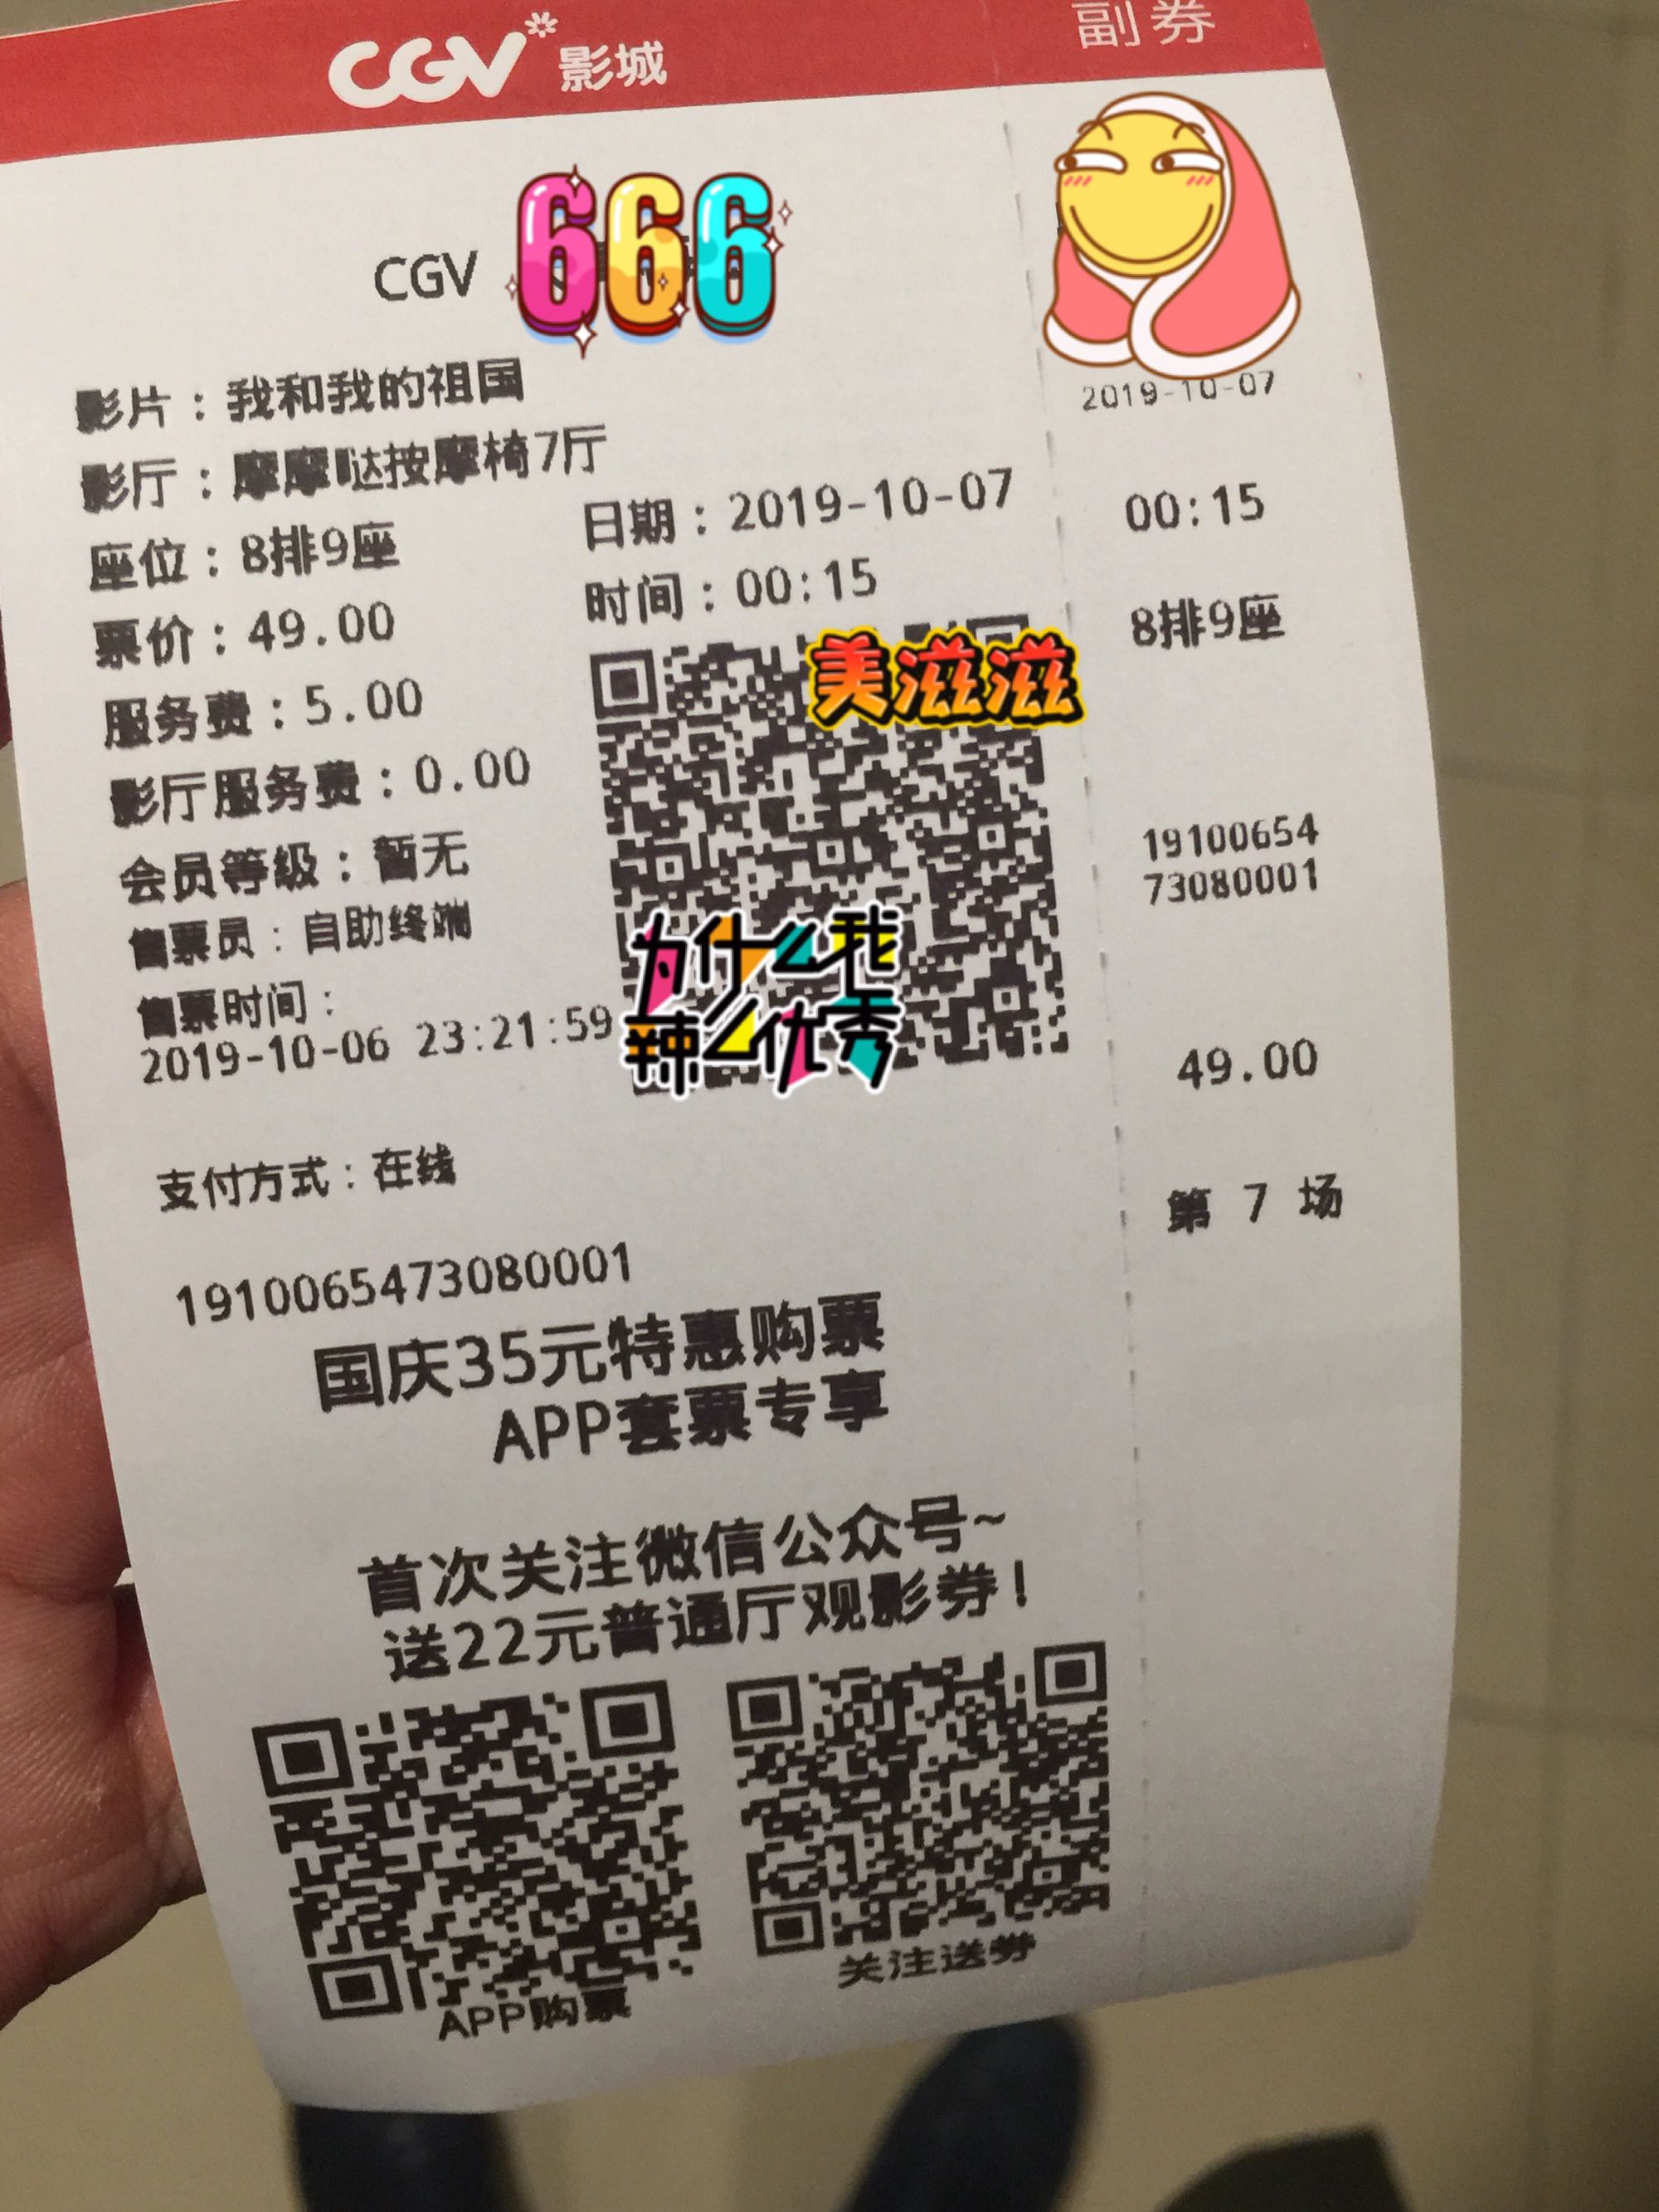 CGV 影城
副券
CGV
666
影片：我和我的祖国
影厅：摩摩哒按摩椅7厅
座位：8排9座
日期：2019-10-07
票价：49.00
时间：00:15
服务费：5.00
影厅服务费：0.00
会员等级：暂无
售票员：自助终端
售票时间：
2019-10-06 23:21:59
美滋滋
为什么我
辣么优秀
支付方式：在线
1910065473080001
国庆35元特惠购票
APP套票专享
首次关注微信公众号~
送22元普通厅观影券！
APP购票
关注送券
2019-10-07
00:15
8排9座
19100654
73080001
49.00
第 7 场